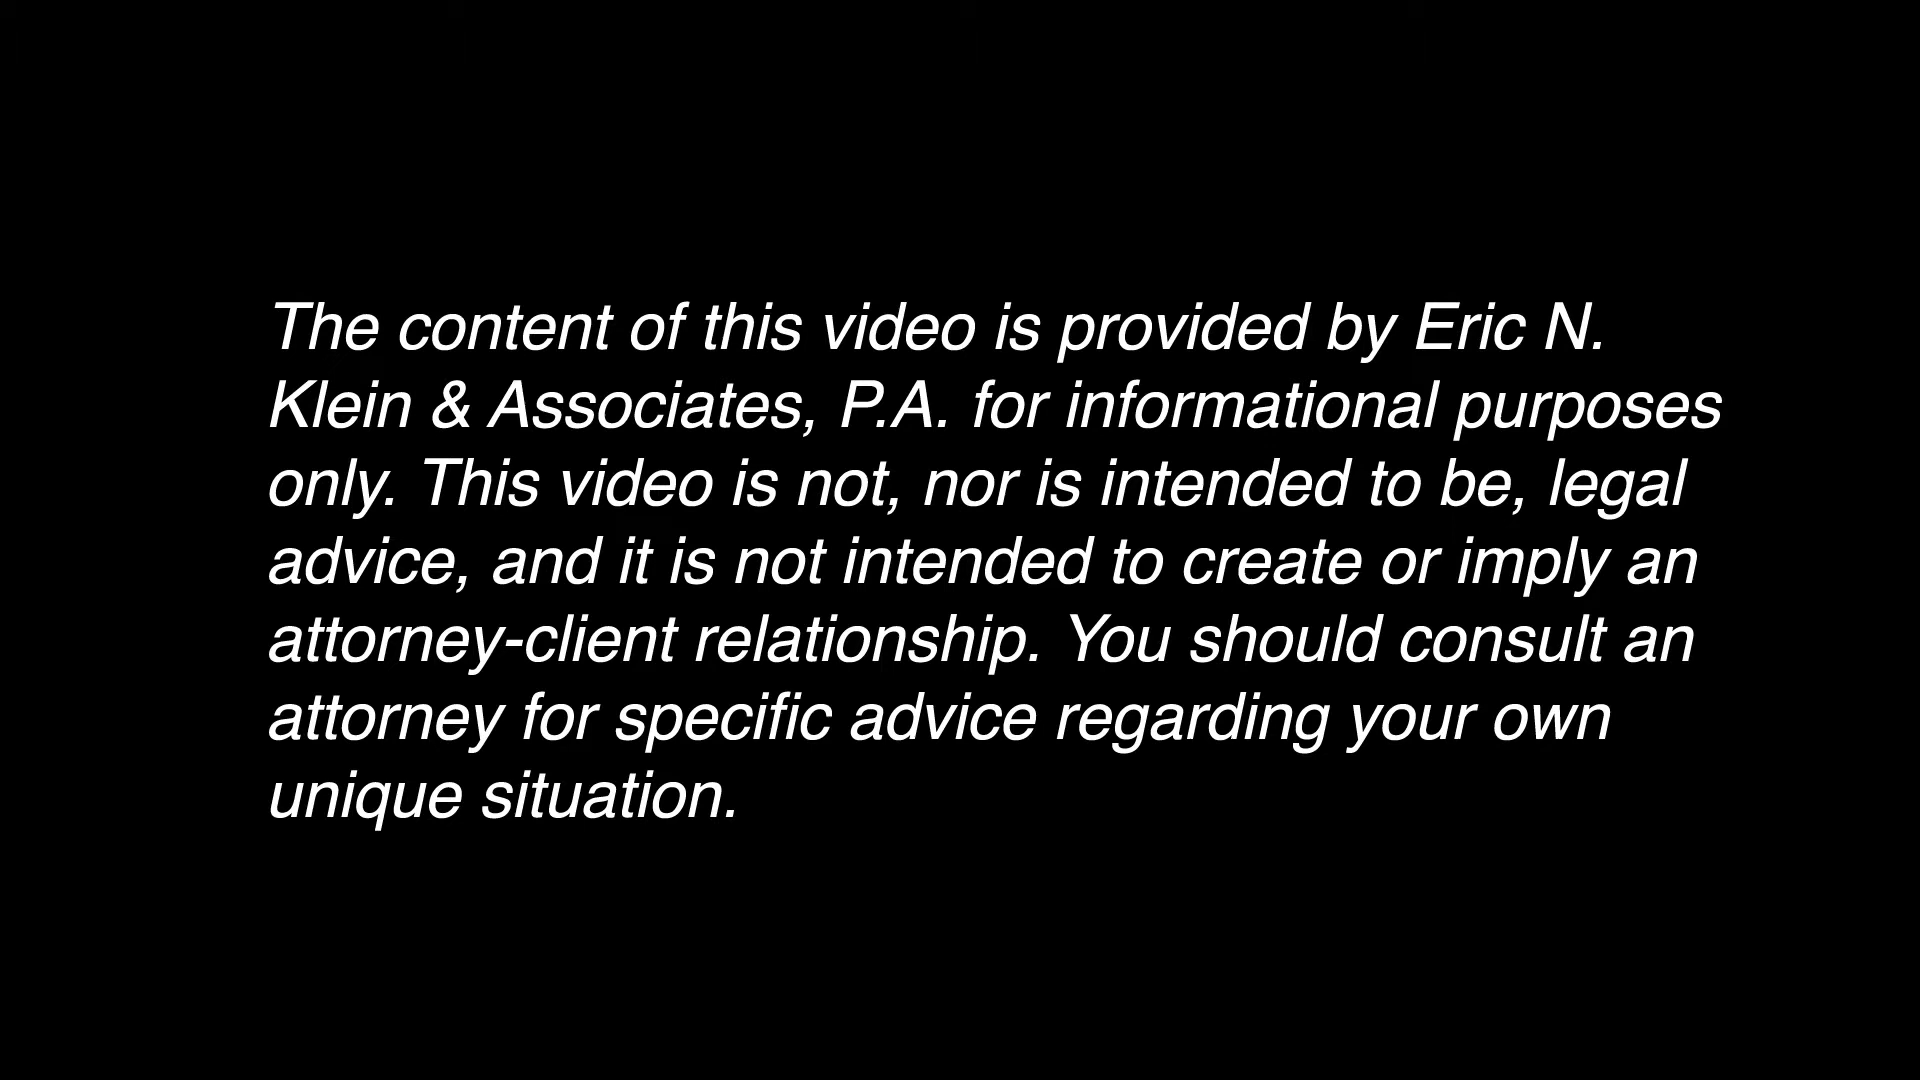 The content of this video is provided by Eric N.
Klein & Associates, P.A. for informational purposes
only. This video is not, nor is intended to be, legal
advice, and it is not intended to create or imply an
attorney-client relationship. You should consult an
attorney for specific advice regarding your own
unique situation.